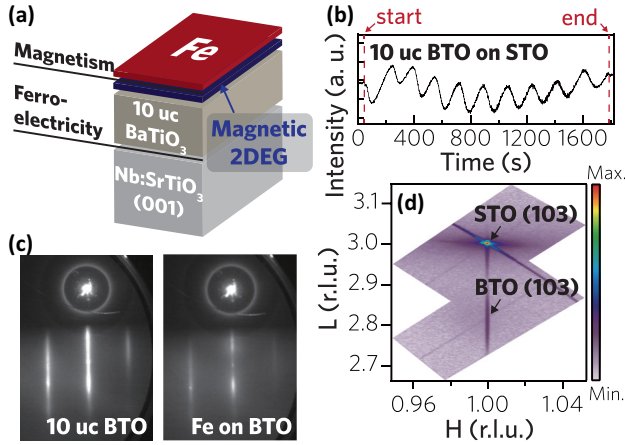 (a)
Fe
Magnetism
Ferro-
electricity
10 uc
BaTiO₃
Magnetic
2DEG
Nb:SrTiO₃
(001)
(b)
start
end
10 uc BTO on STO
Intensity (a. u.)
0 400 800 1200 1600
Time (s)
(c)
10 uc BTO
Fe on BTO
(d)
STO (103)
BTO (103)
L (r.l.u.)
3.1
3.0
2.9
2.8
2.7
0.96 1.00 1.04
H (r.l.u.)
Max.
Min.